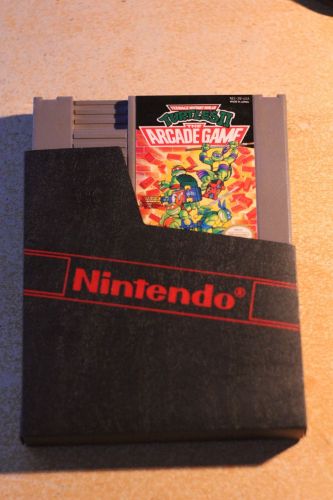 TEENAGE MUTANT NINJA
TURTLES II
THE
ARCADE GAME
Nintendo®